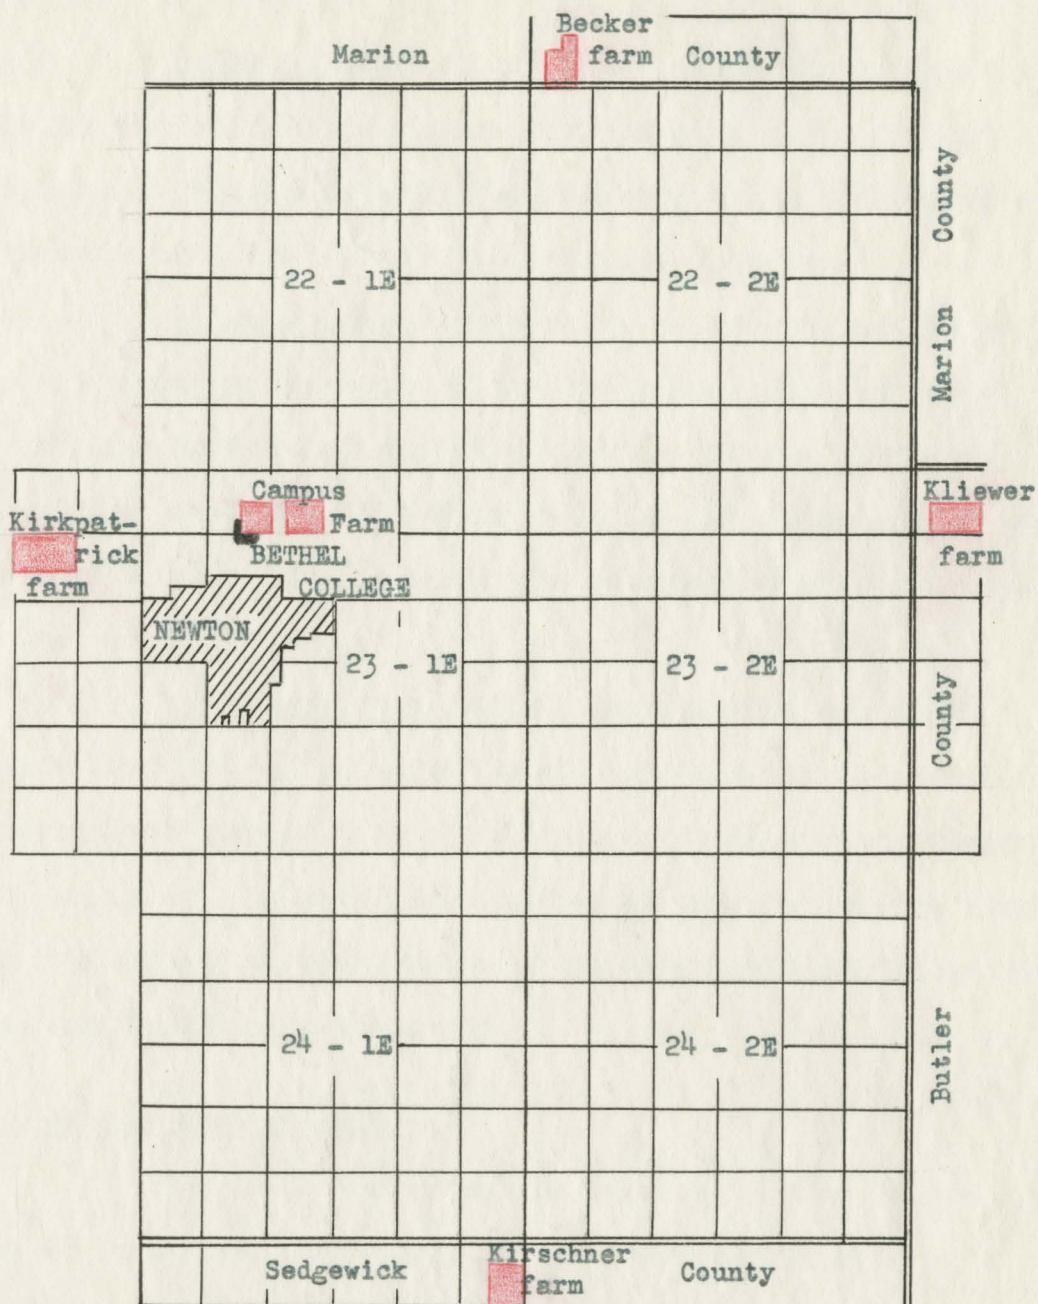 Becker
Marion
farm
County
County
Marion
22 - 1E
22 - 2E
Campus
Farm
Kirkpat-
rick
farm
BETHEL
COLLEGE
Kliewer
farm
NEWTON
23 - 1E
23 - 2E
County
Butler
24 - 1E
24 - 2E
Kirschner
farm
Sedgewick
County